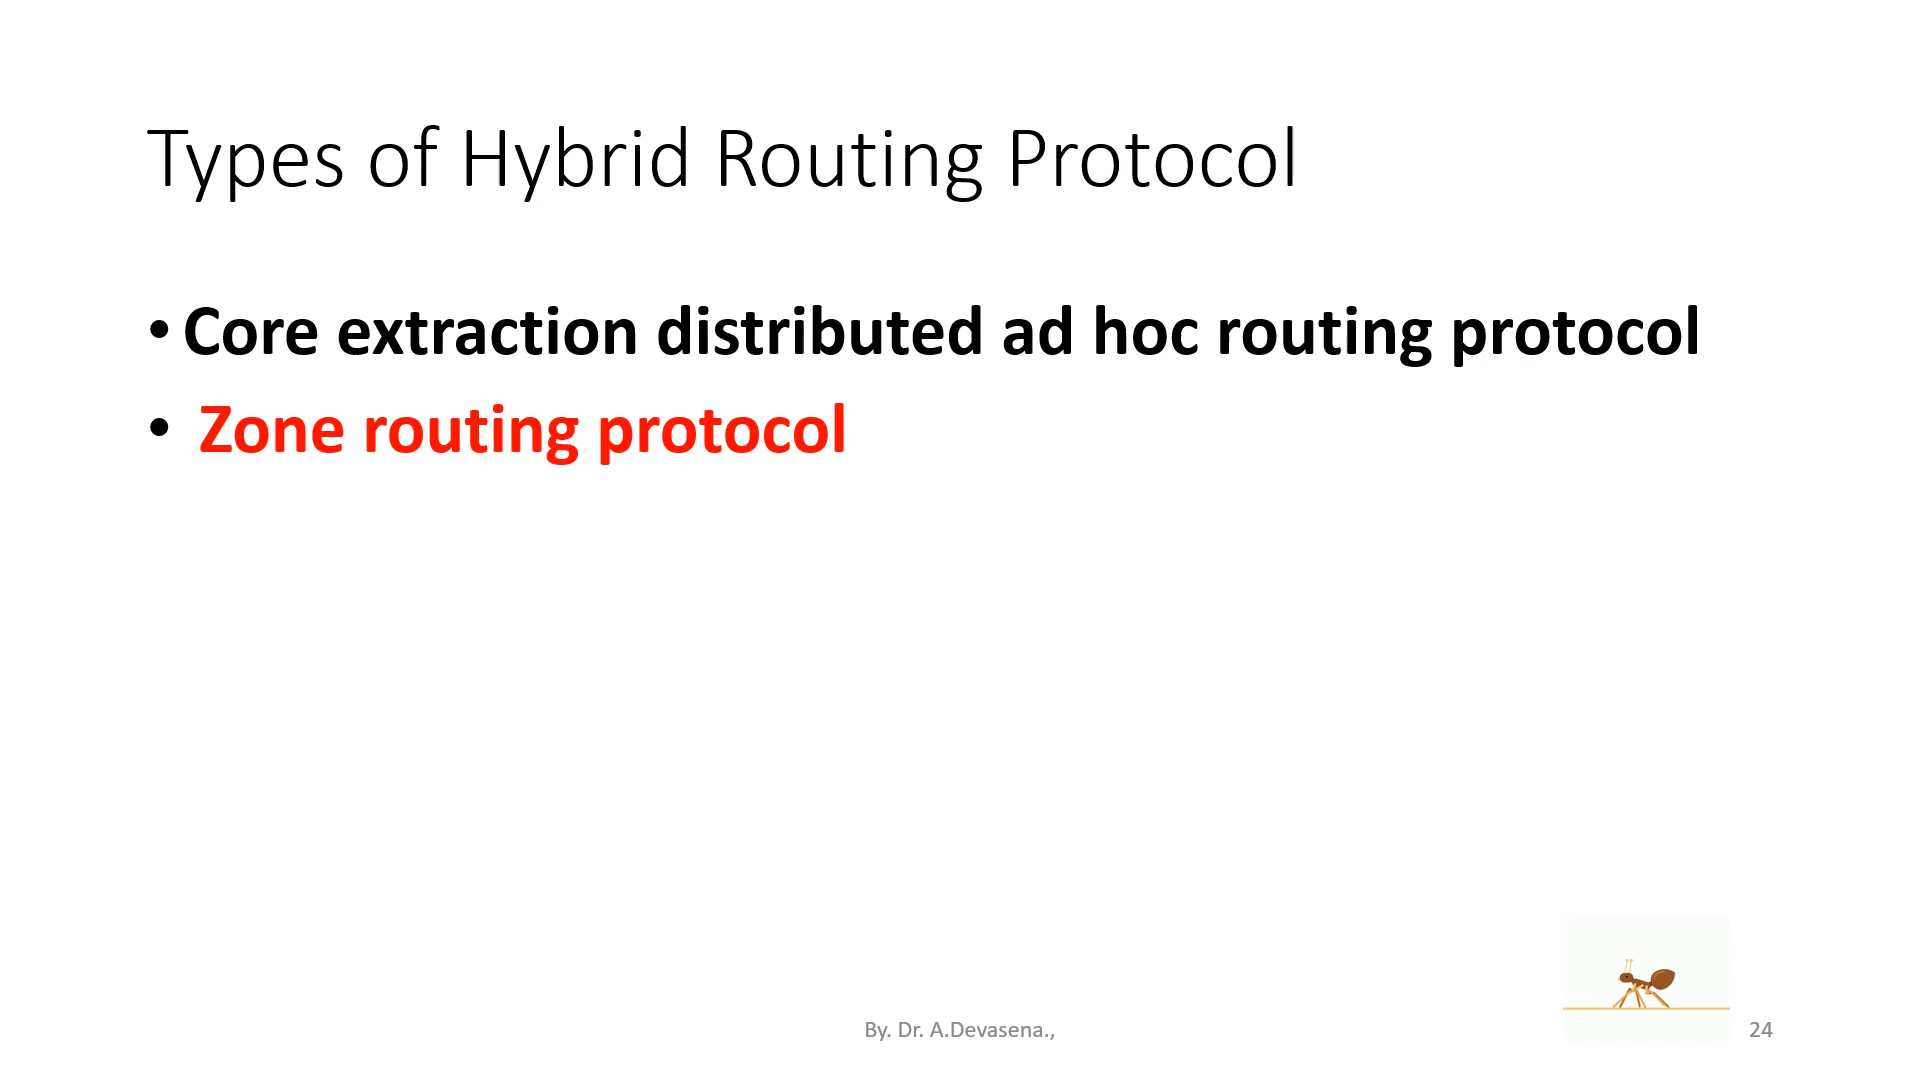 Types of Hybrid Routing Protocol
• Core extraction distributed ad hoc routing protocol
• Zone routing protocol
By. Dr. A.Devasena.,
24